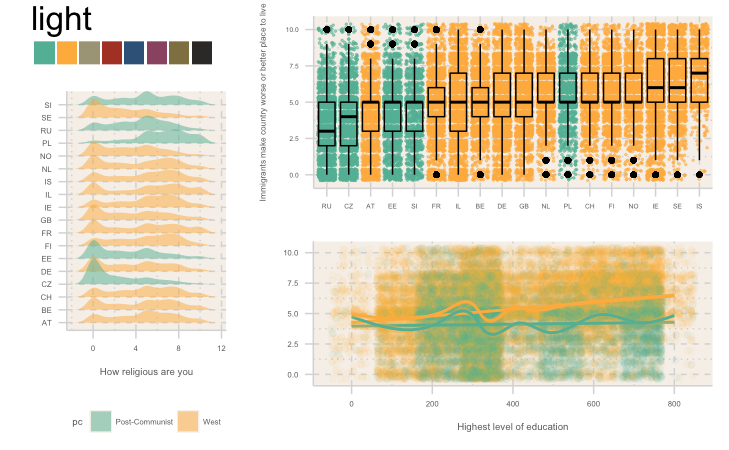 light
SI
SE
RU
PL
NO
NL
IS
IL
IE
GB
FR
FI
EE
DE
CZ
CH
BE
AT
0 4 8 12
How religious are you
pc Post-Communist West
Immigrants make country worse or better place to live
10.0
7.5
5.0
2.5
0.0
RU CZ AT EE SI FR IL BE DE GB NL PL CH FI NO IE SE IS
10.0
7.5
5.0
2.5
0.0
0 200 400 600 800
Highest level of education